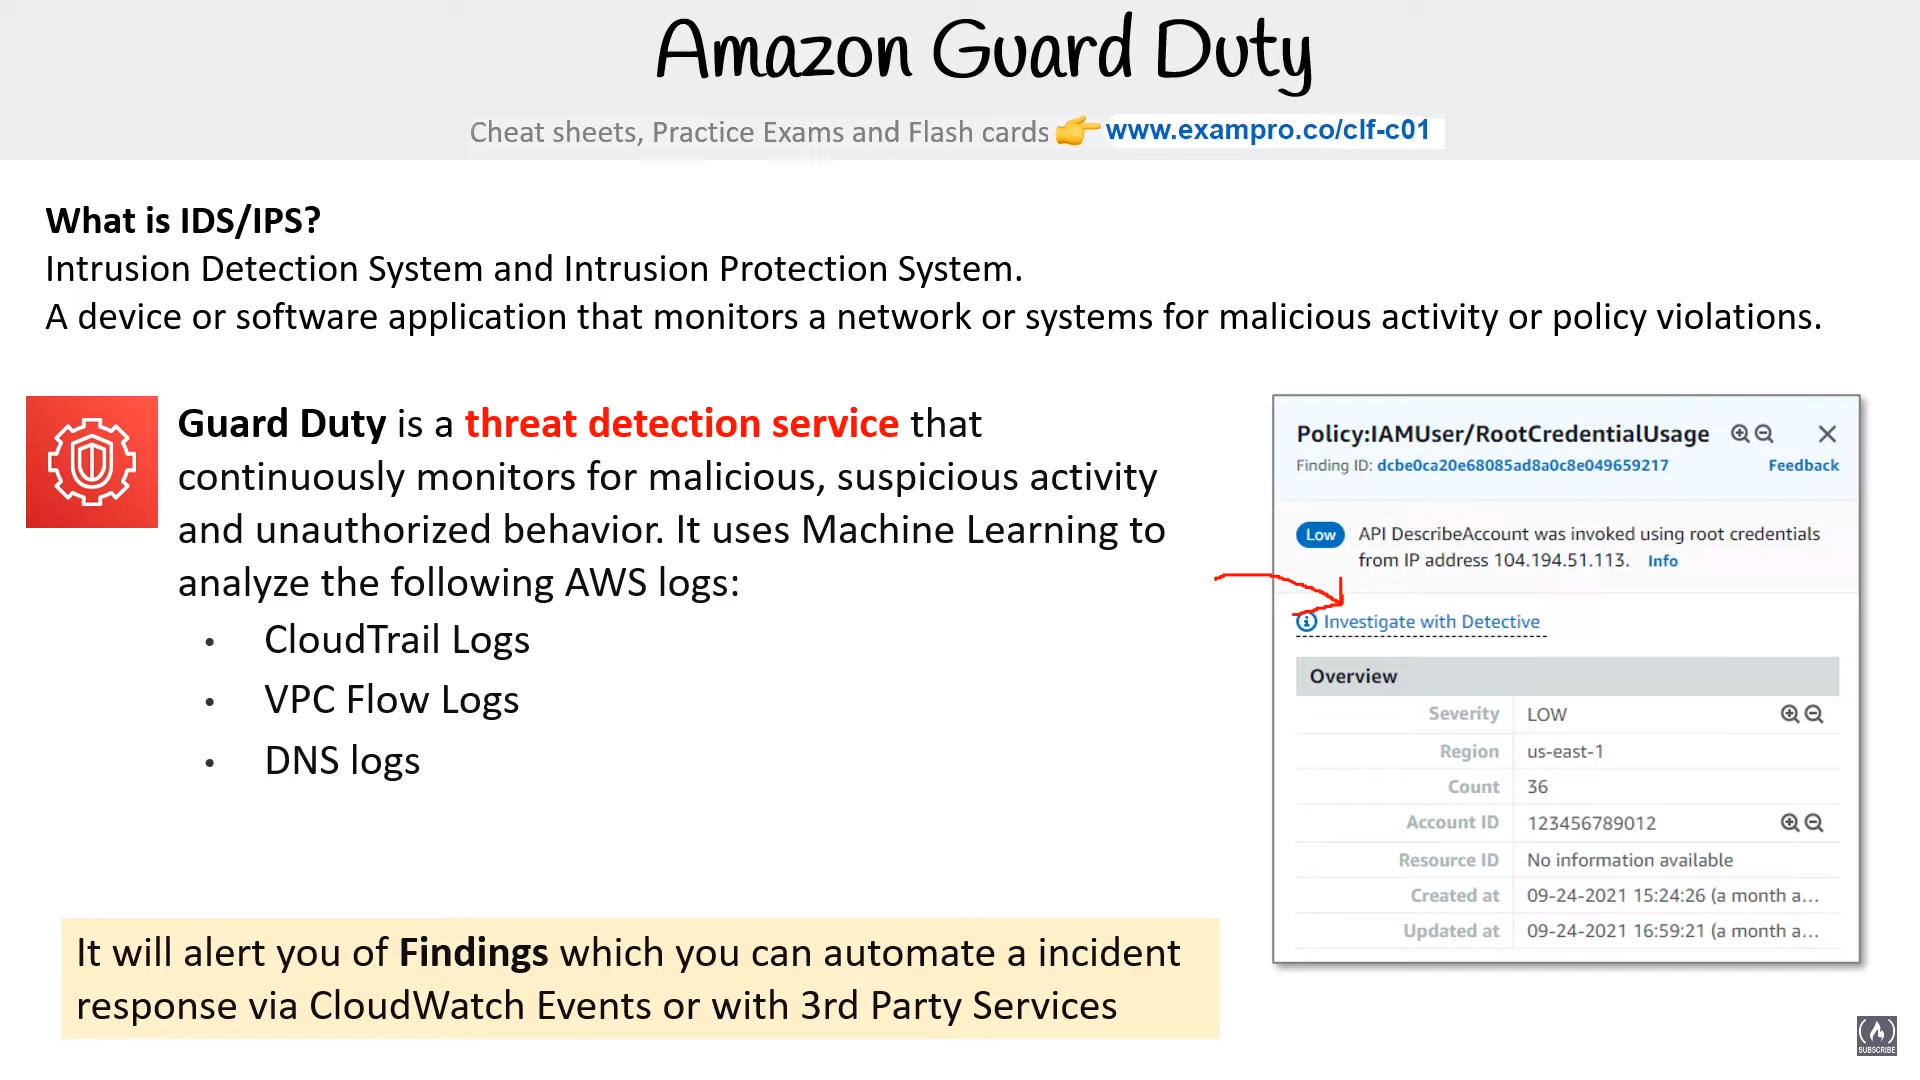 Amazon Guard Duty
Cheat sheets, Practice Exams and Flash cards 👉 www.exampro.co/clf-c01
What is IDS/IPS?
Intrusion Detection System and Intrusion Protection System.
A device or software application that monitors a network or systems for malicious activity or policy violations.
Guard Duty is a threat detection service that
continuously monitors for malicious, suspicious activity
and unauthorized behavior. It uses Machine Learning to
analyze the following AWS logs:
• CloudTrail Logs
• VPC Flow Logs
• DNS logs
It will alert you of Findings which you can automate a incident
response via CloudWatch Events or with 3rd Party Services
Policy:IAMUser/RootCredentialUsage
Finding ID: dcbe0ca20e68085ad8a0c8e049659217 Feedback
Low API DescribeAccount was invoked using root credentials
from IP address 104.194.51.113. Info
Investigate with Detective
Overview
Severity LOW
Region us-east-1
Count 36
Account ID 123456789012
Resource ID No information available
Created at 09-24-2021 15:24:26 (a month a...
Updated at 09-24-2021 16:59:21 (a month a...
SUBSCRIBE